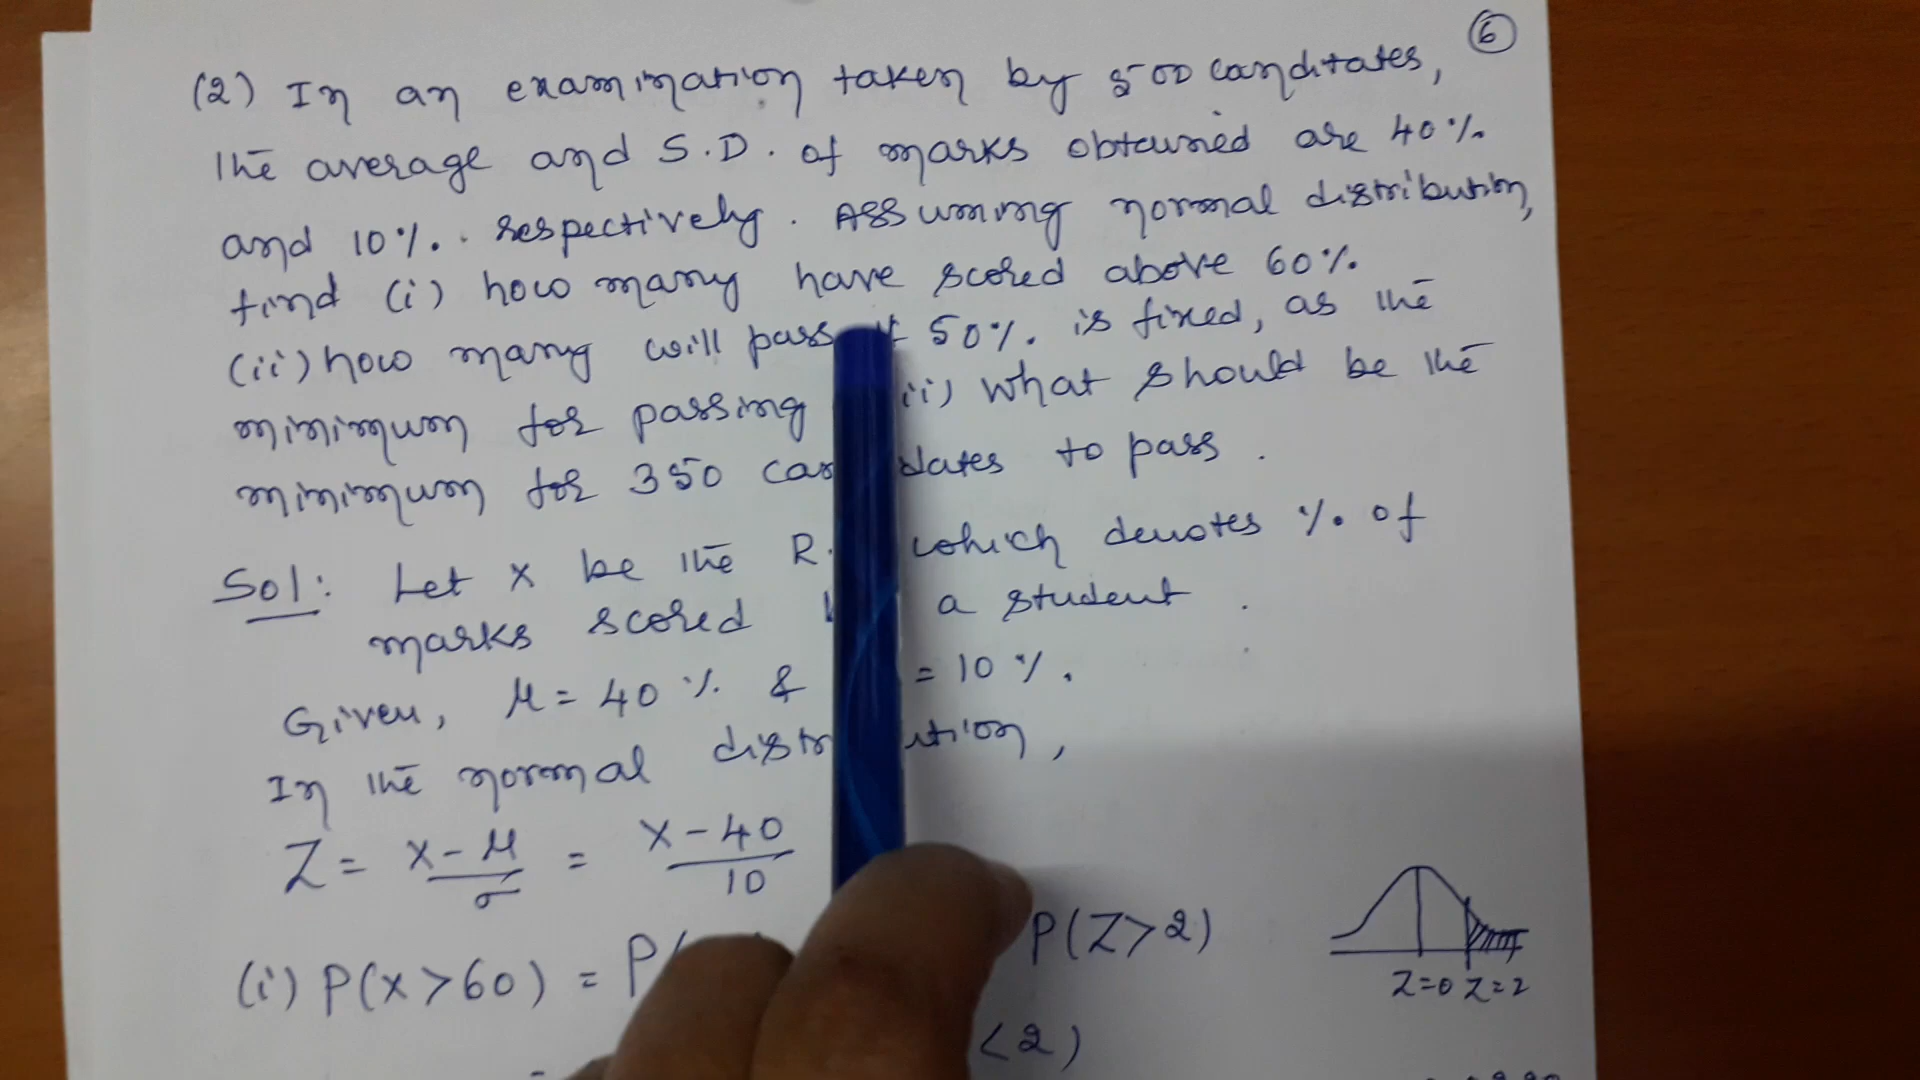 6
(2) In an examination taken by 500 canditates,
the average and S.D. of marks obtained are 40%
and 10%. respectively. Assuming normal distribution,
find (i) how many have scored above 60%.
(ii) how many will pass 50% is fixed, as the
minimum for passing ii) what should be the
minimum for 350 can dates to pass.
Sol: Let x be the R. which denotes % of
marks scored a student.
Given, μ = 40% & = 10%.
In the normal distr ution,
Z = x-μ/σ = x-40/10
(i) P(x>60) = P( P(Z>2)
Z=0 Z=2
<2)